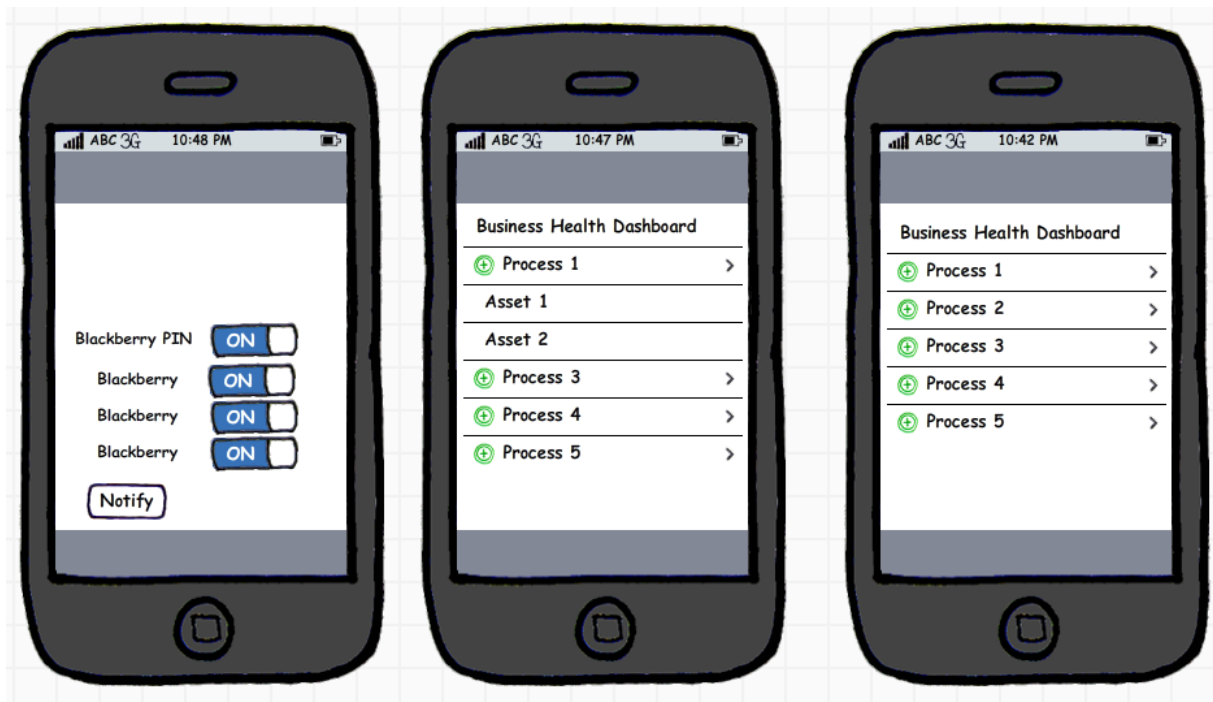 ABC 3G 10:48 PM
Blackberry PIN ON
Blackberry ON
Blackberry ON
Blackberry ON
Notify
ABC 3G 10:47 PM
Business Health Dashboard
Process 1
Asset 1
Asset 2
Process 3
Process 4
Process 5
ABC 3G 10:42 PM
Business Health Dashboard
Process 1
Process 2
Process 3
Process 4
Process 5